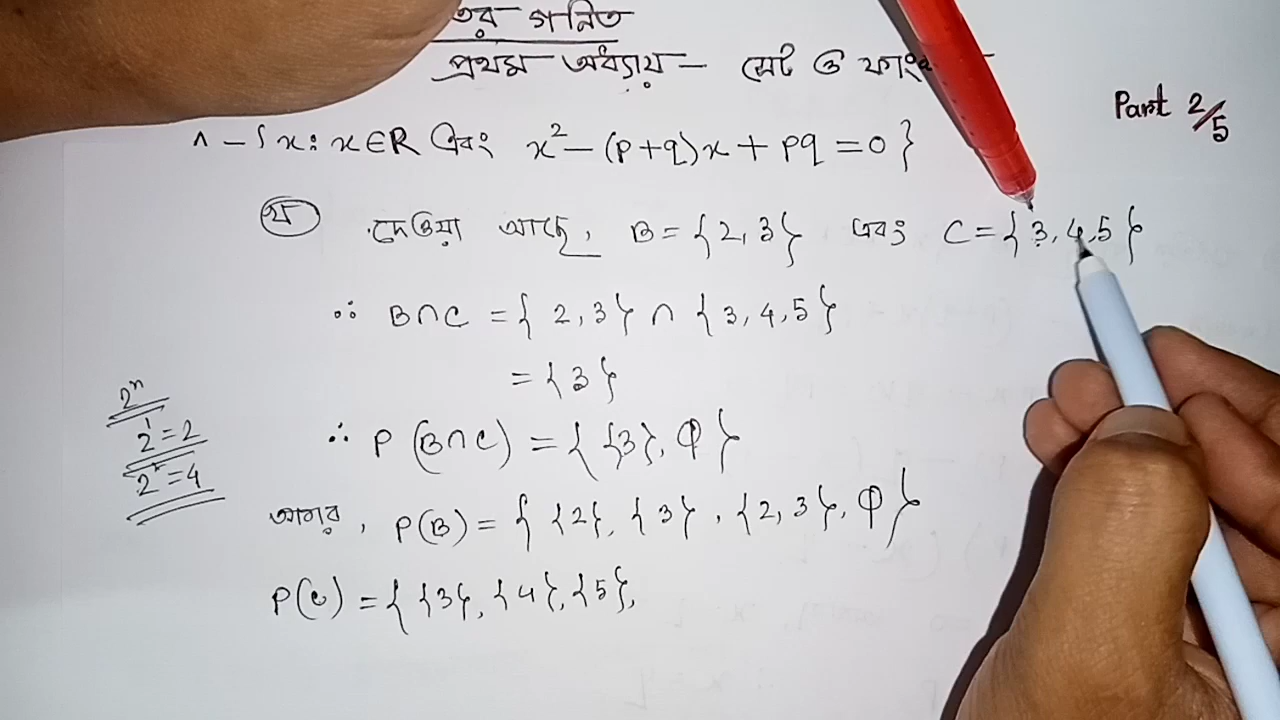 গনিত
প্রথম অধ্যায় - সেট ও
Part 2/5
x : x ∈ R এবং x² - (p+q)x + pq = 0 }
খ দেওয়া আছে, B = { 2, 3 } এবং C = { 3, 4, 5 }
∴ B∩C = { 2, 3 } ∩ { 3, 4, 5 }
= { 3 }
2ⁿ
2¹ = 2
2² = 4
∴ P (B∩C) = { {3}, Φ }
আবার, P(B) = { {2}, {3}, {2, 3}, Φ }
P(C) = { {3}, {4}, {5},